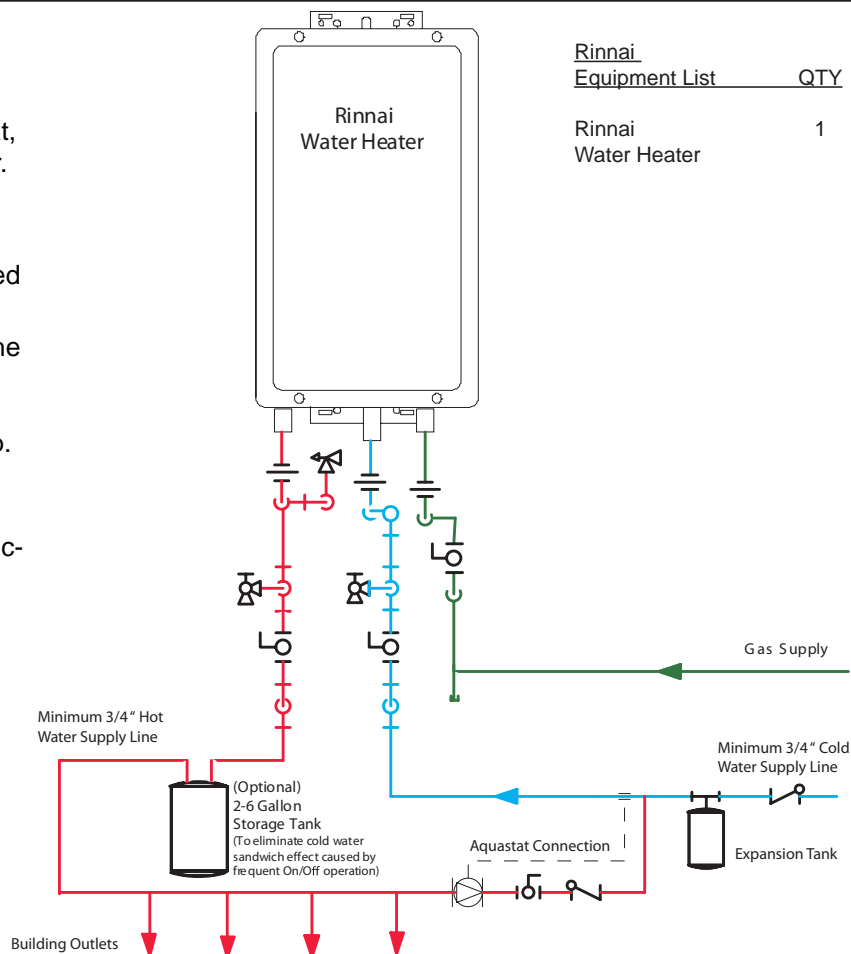 t,
r.
ed
ne
o.
c-
Rinnai
Equipment List QTY
Rinnai 1
Water Heater
Rinnai
Water Heater
Gas Supply
Minimum 3/4" Hot
Water Supply Line
Minimum 3/4" Cold
Water Supply Line
(Optional)
2-6 Gallon
Storage Tank
(To eliminate cold water
sandwich effect caused by
frequent On/Off operation)
Aquastat Connection
Expansion Tank
Building Outlets